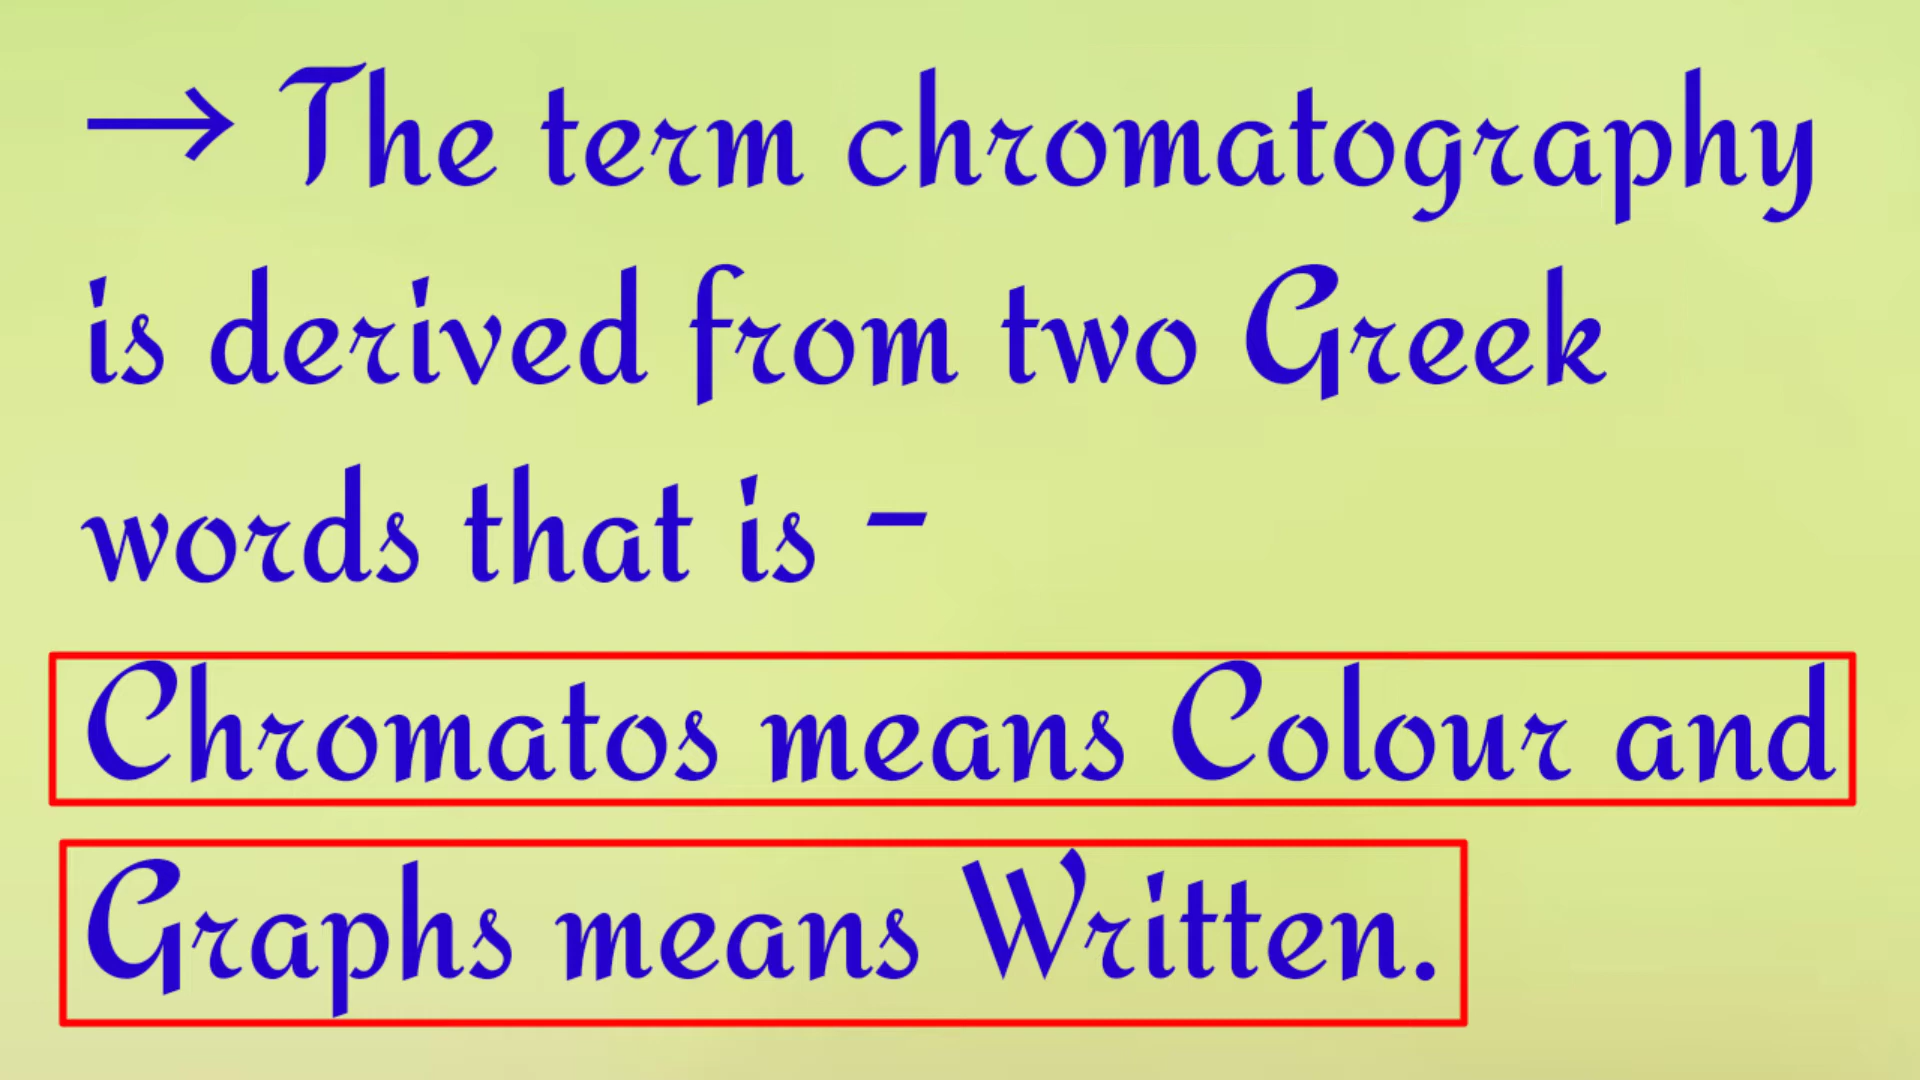 → The term chromatography
is derived from two Greek
words that is -
Chromatos means Colour and
Graphs means Written.